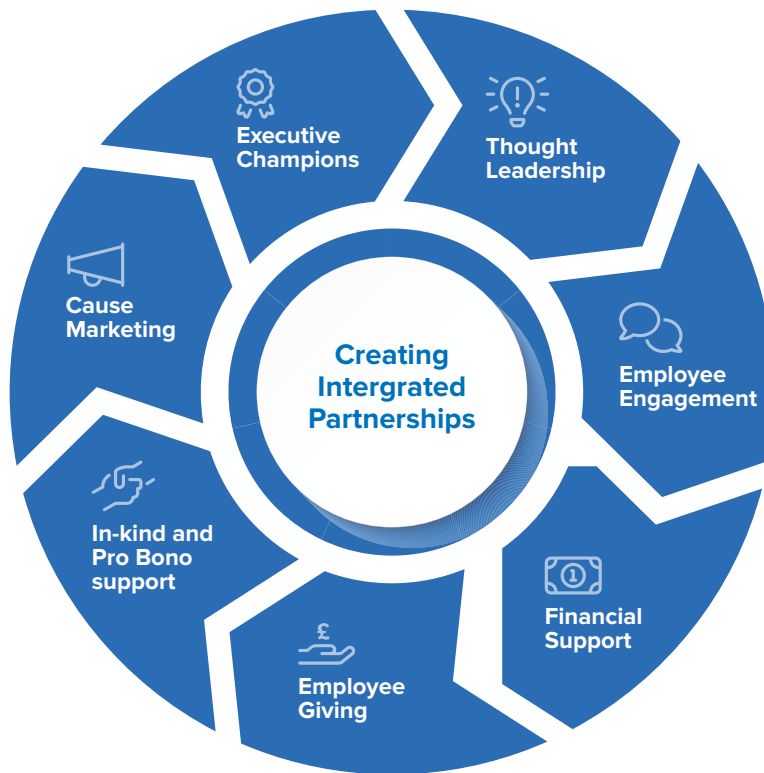 Executive
Champions
Thought
Leadership
Employee
Engagement
Financial
Support
£
Employee
Giving
In-kind and
Pro Bono
support
Cause
Marketing
Creating
Intergrated
Partnerships
1